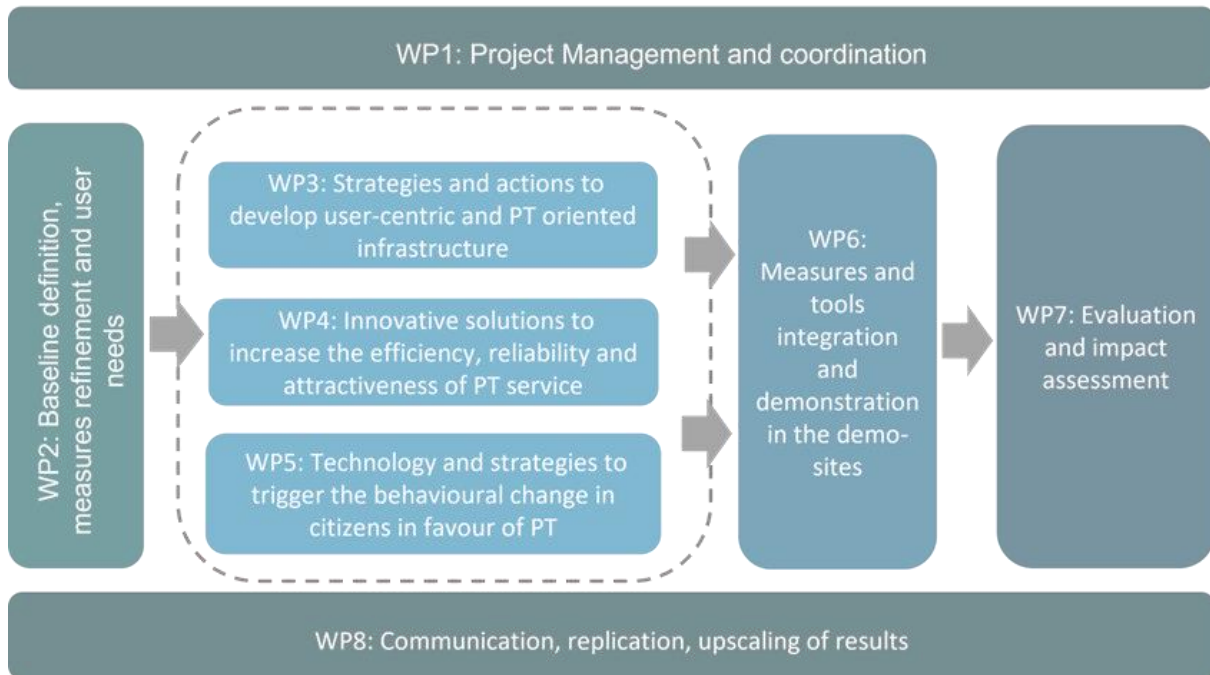 WP1: Project Management and coordination
WP2: Baseline definition,
measures refinement and user
needs
WP3: Strategies and actions to
develop user-centric and PT oriented
infrastructure
WP4: Innovative solutions to
increase the efficiency, reliability and
attractiveness of PT service
WP5: Technology and strategies to
trigger the behavioural change in
citizens in favour of PT
WP6:
Measures and
tools
integration
and
demonstration
in the demo-
sites
WP7: Evaluation
and impact
assessment
WP8: Communication, replication, upscaling of results